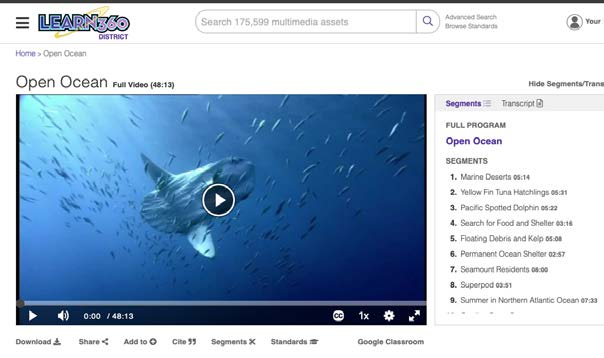 LEARN360
DISTRICT
Search 175,599 multimedia assets
Advanced Search
Browse Standards
Your
Home > Open Ocean
Open Ocean Full Video (48:13)
Hide Segments/Trans
Segments Transcript
FULL PROGRAM
Open Ocean
SEGMENTS
1. Marine Deserts 05:14
2. Yellow Fin Tuna Hatchlings 05:31
3. Pacific Spotted Dolphin 05:22
4. Search for Food and Shelter 03:16
5. Floating Debris and Kelp 05:08
6. Permanent Ocean Shelter 02:57
7. Seamount Residents 08:00
8. Superpod 03:51
9. Summer in Northern Atlantic Ocean 07:33
0:00 / 48:13 CC 1x
Download Share Add to Cite Segments Standards Google Classroom